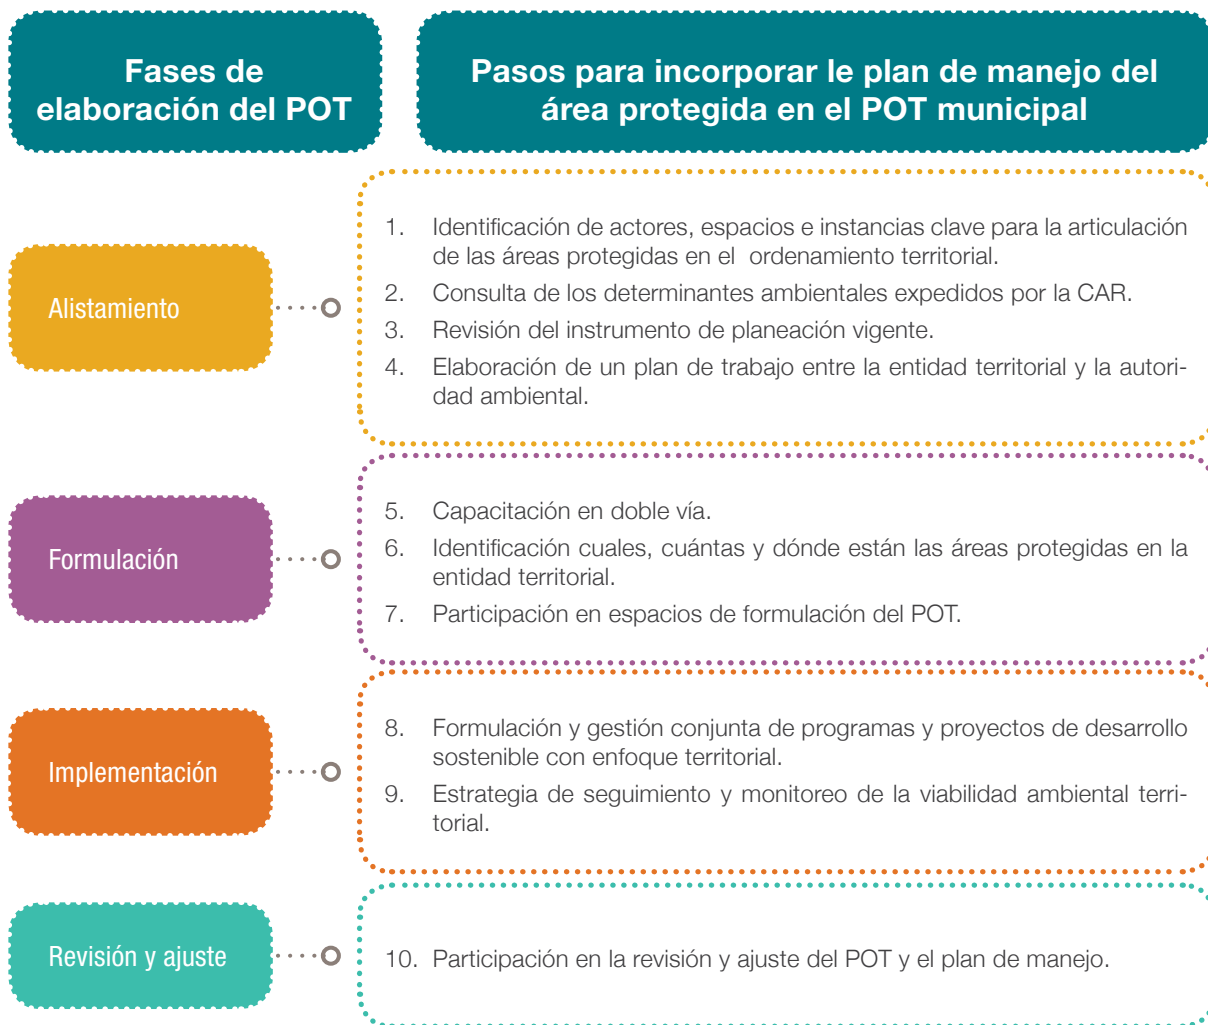 Fases de
elaboración del POT
Pasos para incorporar le plan de manejo del
área protegida en el POT municipal
Alistamiento
1. Identificación de actores, espacios e instancias clave para la articulación
de las áreas protegidas en el ordenamiento territorial.
2. Consulta de los determinantes ambientales expedidos por la CAR.
3. Revisión del instrumento de planeación vigente.
4. Elaboración de un plan de trabajo entre la entidad territorial y la autori-
dad ambiental.
Formulación
5. Capacitación en doble vía.
6. Identificación cuales, cuántas y dónde están las áreas protegidas en la
entidad territorial.
7. Participación en espacios de formulación del POT.
Implementación
8. Formulación y gestión conjunta de programas y proyectos de desarrollo
sostenible con enfoque territorial.
9. Estrategia de seguimiento y monitoreo de la viabilidad ambiental terri-
torial.
Revisión y ajuste
10. Participación en la revisión y ajuste del POT y el plan de manejo.